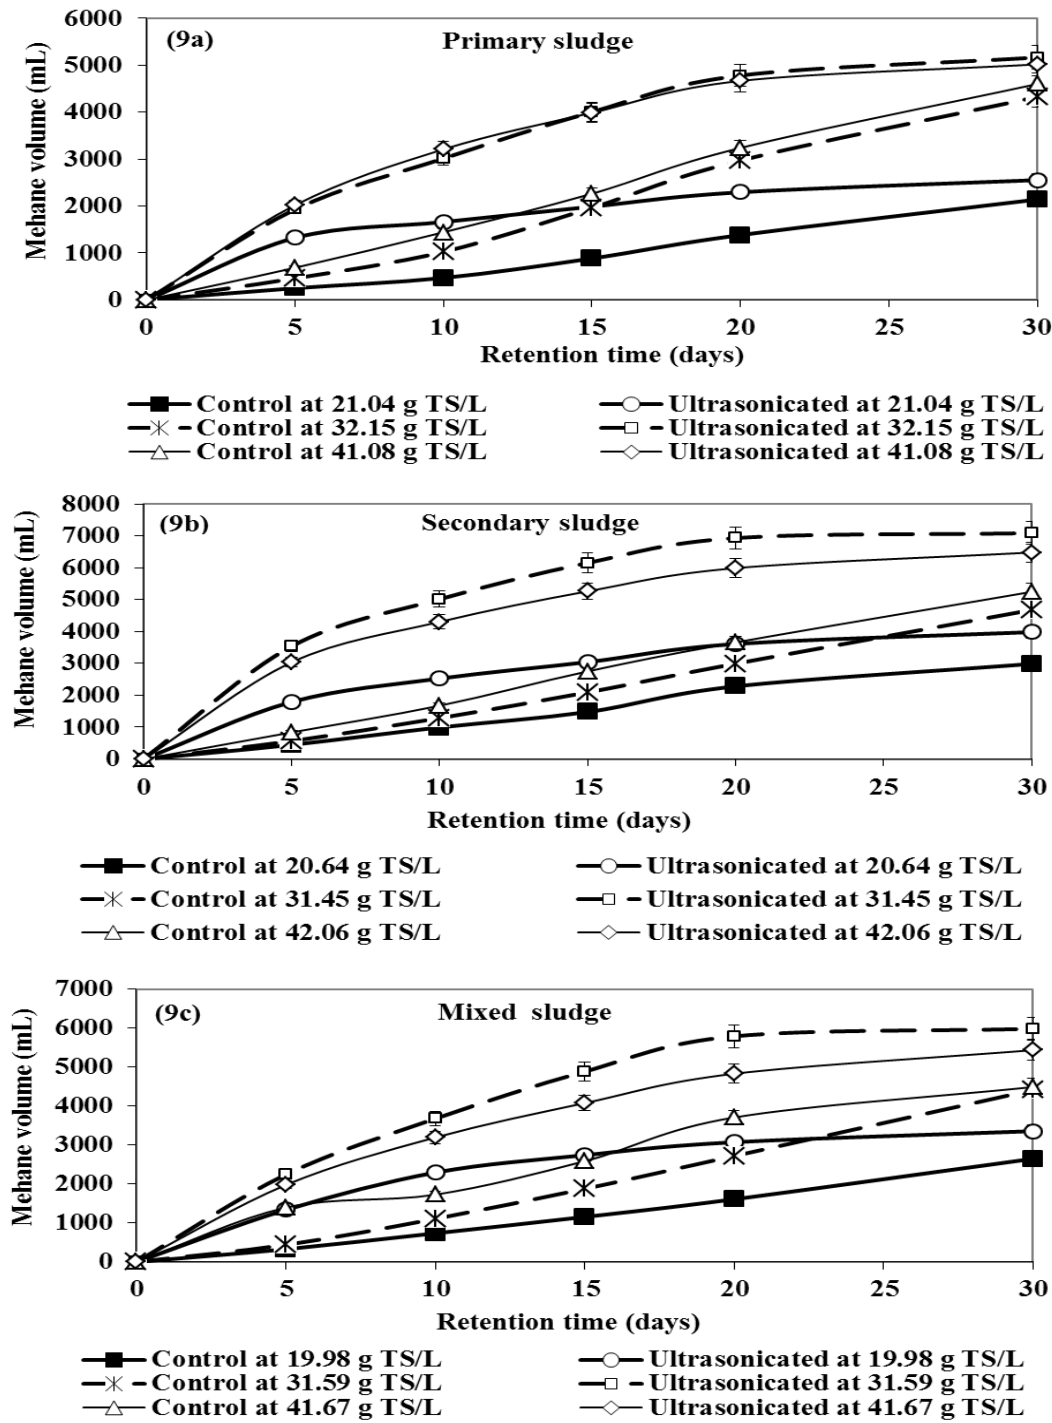 (9a) Primary sludge
Mehane volume (mL)
6000
5000
4000
3000
2000
1000
0
0 5 10 15 20 25 30
Retention time (days)
Control at 21.04 g TS/L Ultrasonicated at 21.04 g TS/L
Control at 32.15 g TS/L Ultrasonicated at 32.15 g TS/L
Control at 41.08 g TS/L Ultrasonicated at 41.08 g TS/L
(9b) Secondary sludge
Mehane volume (mL)
8000
7000
6000
5000
4000
3000
2000
1000
0
0 5 10 15 20 25 30
Retention time (days)
Control at 20.64 g TS/L Ultrasonicated at 20.64 g TS/L
Control at 31.45 g TS/L Ultrasonicated at 31.45 g TS/L
Control at 42.06 g TS/L Ultrasonicated at 42.06 g TS/L
(9c) Mixed sludge
Mehane volume (mL)
7000
6000
5000
4000
3000
2000
1000
0
0 5 10 15 20 25 30
Retention time (days)
Control at 19.98 g TS/L Ultrasonicated at 19.98 g TS/L
Control at 31.59 g TS/L Ultrasonicated at 31.59 g TS/L
Control at 41.67 g TS/L Ultrasonicated at 41.67 g TS/L